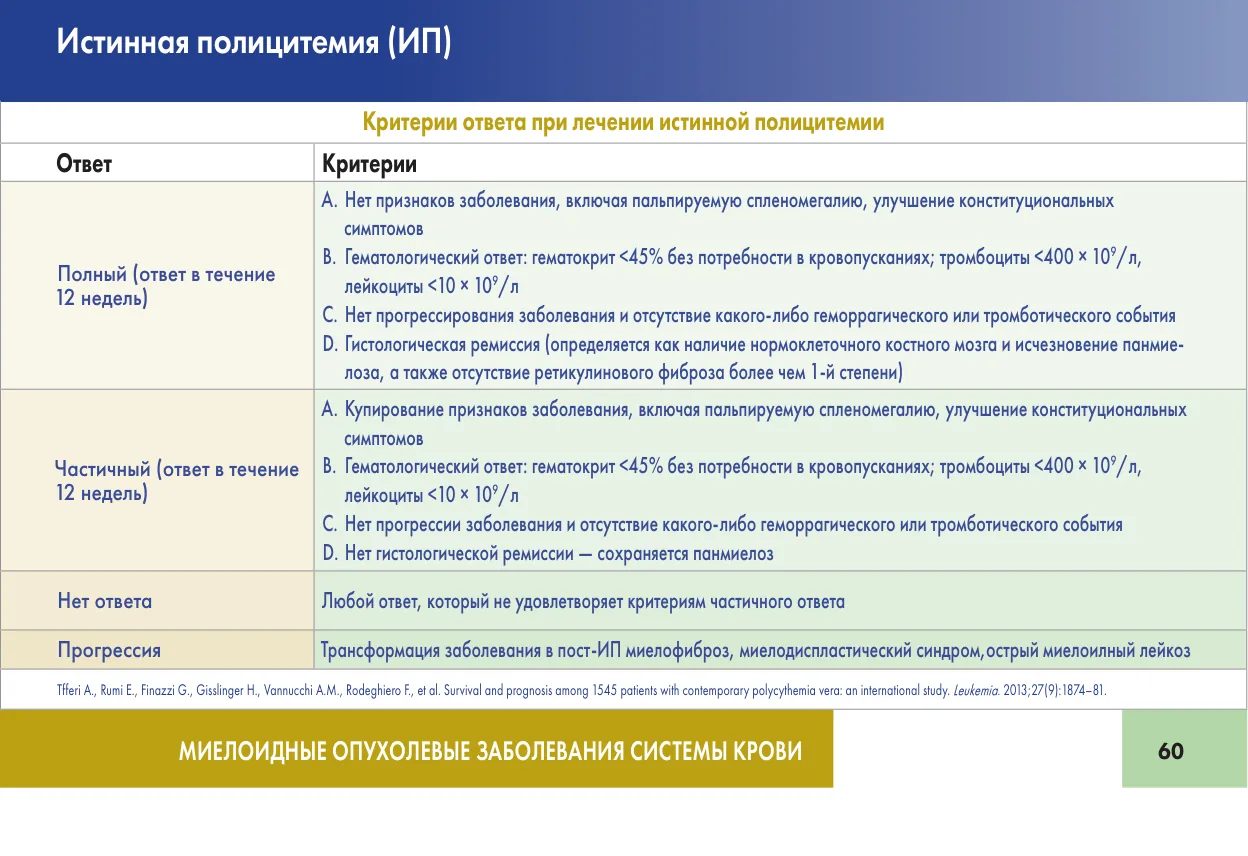 Истинная полицитемия (ИП)
Критерии ответа при лечении истинной полицитемии
Ответ
Критерии
Полный (ответ в течение
12 недель)
A. Нет признаков заболевания, включая пальпируемую спленомегалию, улучшение конституциональных
симптомов
B. Гематологический ответ: гематокрит <45% без потребности в кровопусканиях; тромбоциты <400 × 10⁹/л,
лейкоциты <10 × 10⁹/л
C. Нет прогрессирования заболевания и отсутствие какого-либо геморрагического или тромботического события
D. Гистологическая ремиссия (определяется как наличие нормоклеточного костного мозга и исчезновение панмие-
лоза, а также отсутствие ретикулинового фиброза более чем 1-й степени)
Частичный (ответ в течение
12 недель)
A. Купирование признаков заболевания, включая пальпируемую спленомегалию, улучшение конституциональных
симптомов
B. Гематологический ответ: гематокрит <45% без потребности в кровопусканиях; тромбоциты <400 × 10⁹/л,
лейкоциты <10 × 10⁹/л
C. Нет прогрессии заболевания и отсутствие какого-либо геморрагического или тромботического события
D. Нет гистологической ремиссии — сохраняется панмиелоз
Нет ответа
Любой ответ, который не удовлетворяет критериям частичного ответа
Прогрессия
Трансформация заболевания в пост-ИП миелофиброз, миелодиспластический синдром,острый миелоилный лейкоз
Tfferi A., Rumi E., Finazzi G., Gisslinger H., Vannucchi A.M., Rodeghiero F., et al. Survival and prognosis among 1545 patients with contemporary polycythemia vera: an international study. Leukemia. 2013;27(9):1874–81.
МИЕЛОИДНЫЕ ОПУХОЛЕВЫЕ ЗАБОЛЕВАНИЯ СИСТЕМЫ КРОВИ
60